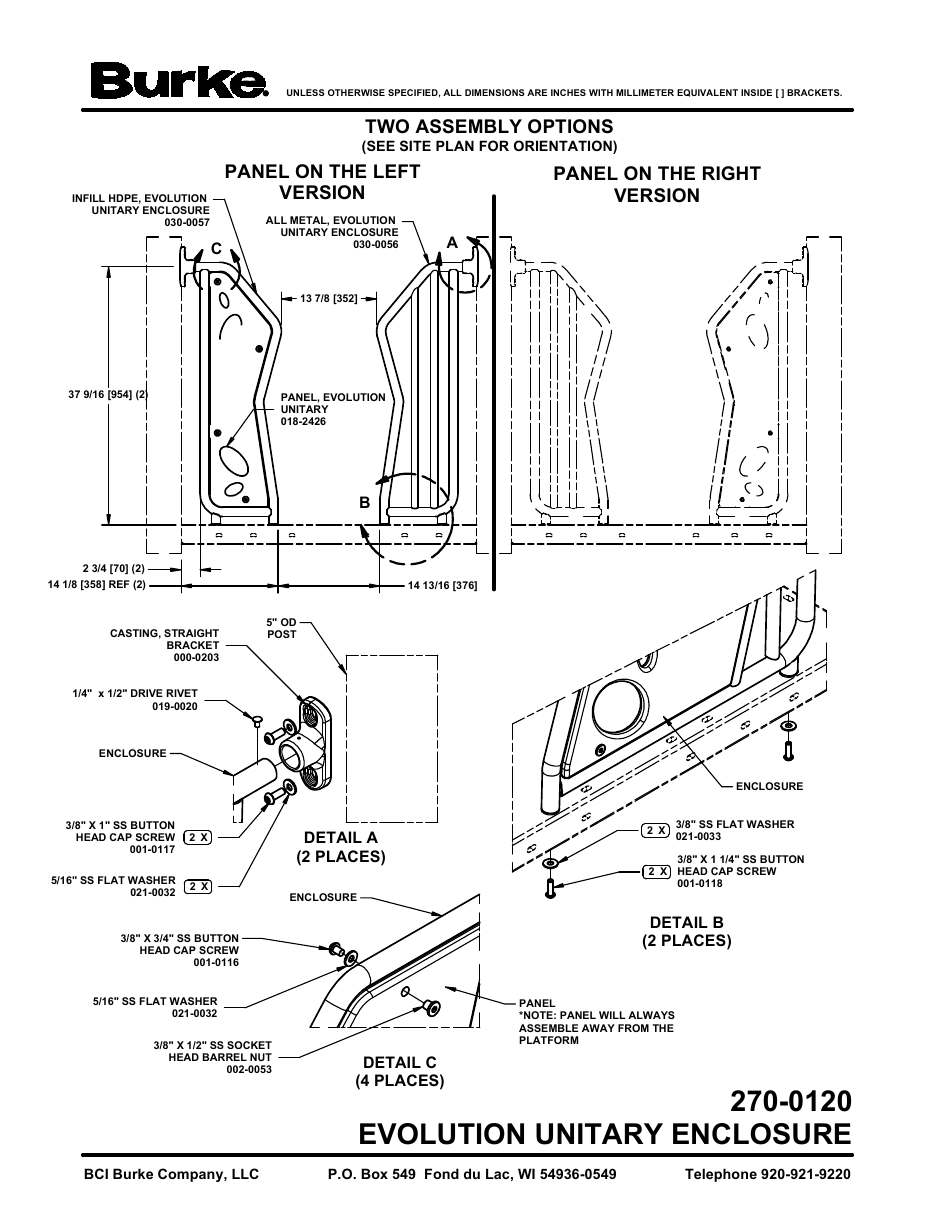 Burke®
UNLESS OTHERWISE SPECIFIED, ALL DIMENSIONS ARE INCHES WITH MILLIMETER EQUIVALENT INSIDE [ ] BRACKETS.
TWO ASSEMBLY OPTIONS
(SEE SITE PLAN FOR ORIENTATION)
PANEL ON THE LEFT
VERSION
PANEL ON THE RIGHT
VERSION
INFILL HDPE, EVOLUTION
UNITARY ENCLOSURE
030-0057
ALL METAL, EVOLUTION
UNITARY ENCLOSURE
030-0056
C
A
13 7/8 [352]
37 9/16 [954] (2)
PANEL, EVOLUTION
UNITARY
018-2426
B
2 3/4 [70] (2)
14 1/8 [358] REF (2)
14 13/16 [376]
CASTING, STRAIGHT
BRACKET
000-0203
5" OD
POST
1/4" x 1/2" DRIVE RIVET
019-0020
ENCLOSURE
3/8" X 1" SS BUTTON
HEAD CAP SCREW
001-0117
2 X
5/16" SS FLAT WASHER
021-0032
2 X
DETAIL A
(2 PLACES)
ENCLOSURE
2 X
3/8" SS FLAT WASHER
021-0033
2 X
3/8" X 1 1/4" SS BUTTON
HEAD CAP SCREW
001-0118
DETAIL B
(2 PLACES)
ENCLOSURE
3/8" X 3/4" SS BUTTON
HEAD CAP SCREW
001-0116
5/16" SS FLAT WASHER
021-0032
3/8" X 1/2" SS SOCKET
HEAD BARREL NUT
002-0053
PANEL
*NOTE: PANEL WILL ALWAYS
ASSEMBLE AWAY FROM THE
PLATFORM
DETAIL C
(4 PLACES)
270-0120
EVOLUTION UNITARY ENCLOSURE
BCI Burke Company, LLC
P.O. Box 549 Fond du Lac, WI 54936-0549
Telephone 920-921-9220